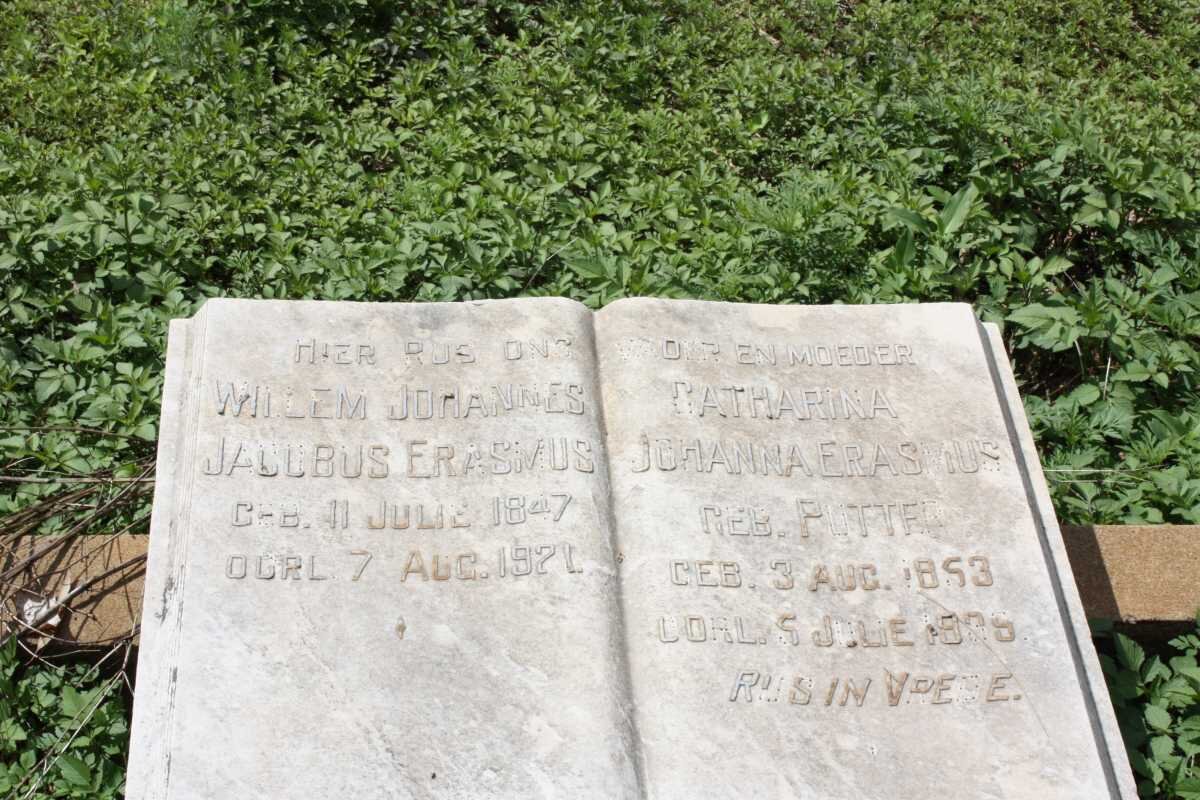 HIER RUS ONS VADER EN MOEDER
WILLEM JOHANNES
JACOBUS ERASMUS
GEB. 11 JULIE 1847
OORL. 7 AUG. 1921.
CATHARINA
JOHANNA ERASMUS
GEB. PUTTER
GEB. 3 AUG. 1853
OORL. 5 JULIE
RUS IN VREDE.